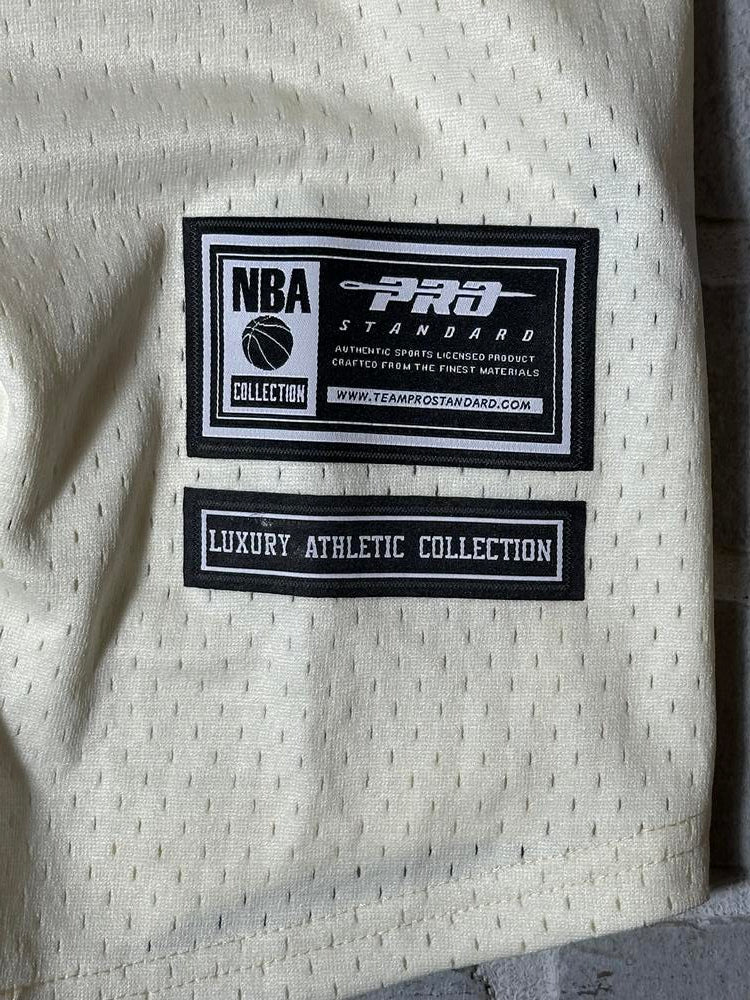 NBA
COLLECTION
PRO
STANDARD
AUTHENTIC SPORTS LICENSED PRODUCT
CRAFTED FROM THE FINEST MATERIALS
WWW.TEAMPROSTANDARD.COM
LUXURY ATHLETIC COLLECTION